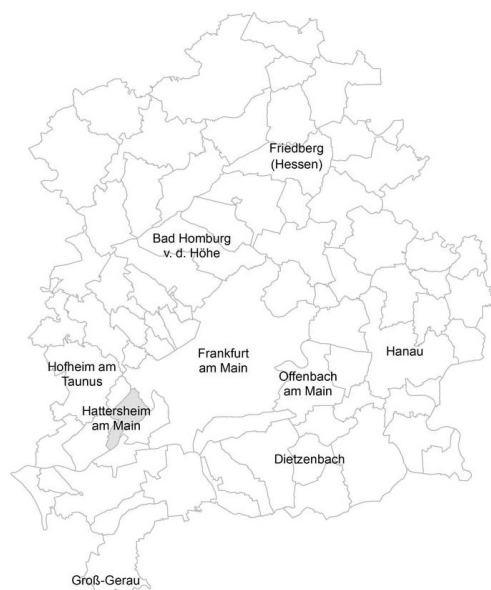 Friedberg
(Hessen)
Bad Homburg
v. d. Höhe
Frankfurt
am Main
Hanau
Hofheim am
Taunus
Offenbach
am Main
Hattersheim
am Main
Dietzenbach
Groß-Gerau